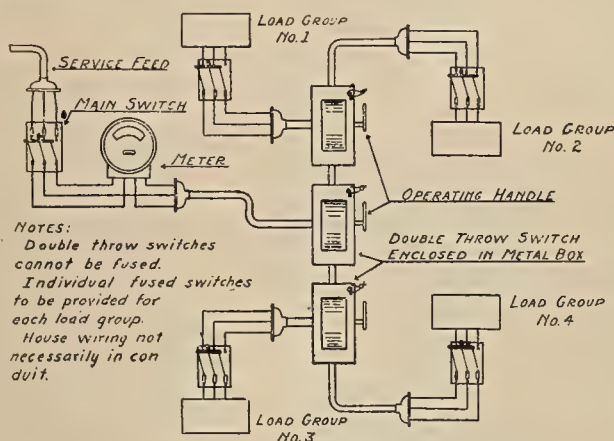 LOAD GROUP
No.1
SERVICE FEED
MAIN SWITCH
METER
LOAD GROUP
No. 2
OPERATING HANDLE
DOUBLE THROW SWITCH
ENCLOSED IN METAL BOX
NOTES:
Double throw switches
cannot be fused.
Individual fused switches
to be provided for
each load group.
House wiring not
necessarily in con
duit.
LOAD GROUP
No.4
LOAD GROUP
No.3